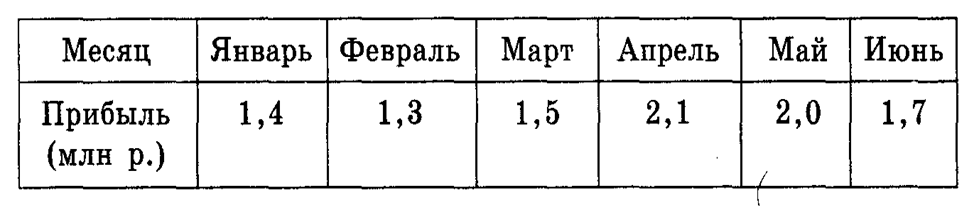 Месяц Январь Февраль Март Апрель Май Июнь
Прибыль 1,4 1,3 1,5 2,1 2,0 1,7
(млн р.)